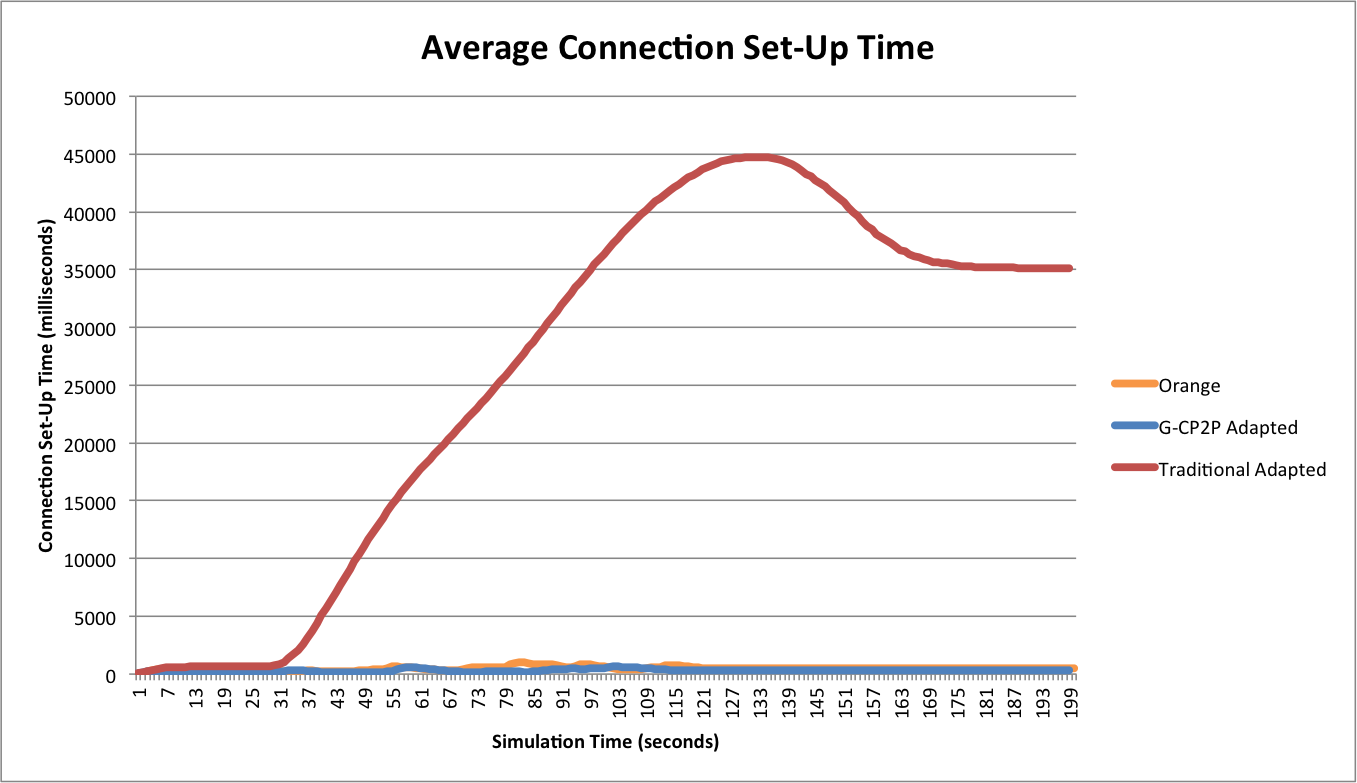 Average Connection Set-Up Time
Connection Set-Up Time (milliseconds)
50000
45000
40000
35000
30000
25000
20000
15000
10000
5000
0
1 7 13 19 25 31 37 43 49 55 61 67 73 79 85 91 97 103 109 115 121 127 133 139 145 151 157 163 169 175 181 187 193 199
Simulation Time (seconds)
Orange
G-CP2P Adapted
Traditional Adapted